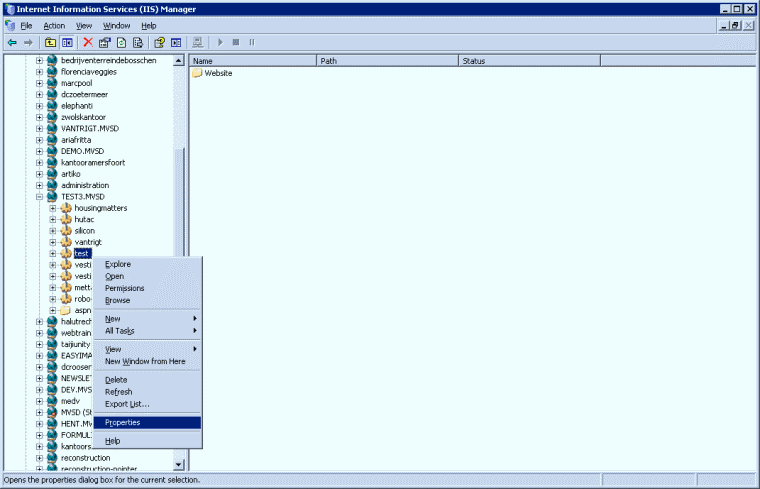 Internet Information Services (IIS) Manager
File Action View Window Help
Name Path Status
bedrijventerreindebosschen
Website
florenciaveggies
marcpool
dczoetermeer
elephanti
zwolskantoor
VANTRIGT.MVSD
ariafritta
DEMO.MVSD
kantooramersfoort
artiko
administration
TEST3.MVSD
housingmatters
hutac
silicon
vantrigt
test
vesti
vesti
metta
robo-
aspn
halutrech
webtrain
taijiunity
EASYIMA
dcrooser
NEWSLET
DEV.MVS
medv
MVSD (St
HENT.MV
FORMUL
kantoors
reconstruction
reconstruction-pointer
Explore
Open
Permissions
Browse
New
All Tasks
View
New Window from Here
Delete
Refresh
Export List...
Properties
Help
Opens the properties dialog box for the current selection.